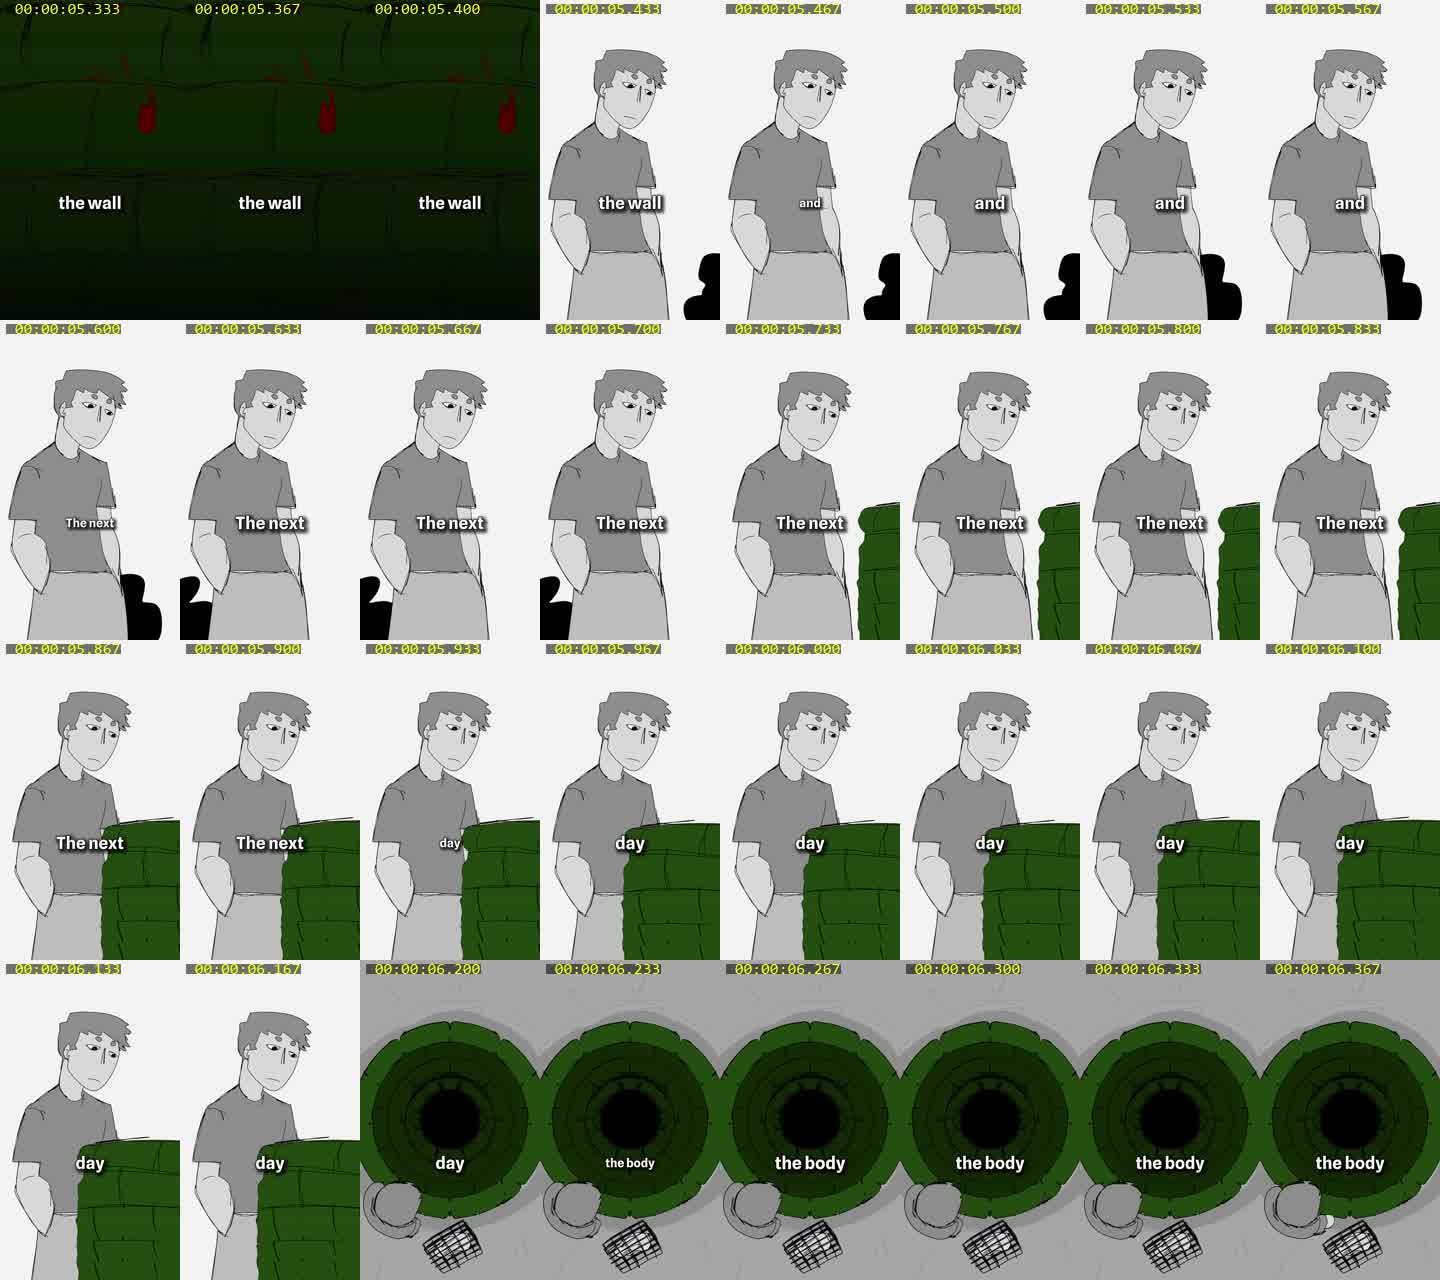 00:00:05.333 00:00:05.367 00:00:05.400 00:00:05.433 00:00:05.467 00:00:05.500 00:00:05.533 00:00:05.567
the wall the wall the wall the wall and and and and
00:00:05.600 00:00:05.633 00:00:05.667 00:00:05.700 00:00:05.733 00:00:05.767 00:00:05.800 00:00:05.833
The next The next The next The next The next The next The next The next
00:00:05.867 00:00:05.900 00:00:05.933 00:00:05.967 00:00:06.000 00:00:06.033 00:00:06.067 00:00:06.100
The next The next day day day day day day
00:00:06.133 00:00:06.167 00:00:06.200 00:00:06.233 00:00:06.267 00:00:06.300 00:00:06.333 00:00:06.367
day day day the body the body the body the body the body